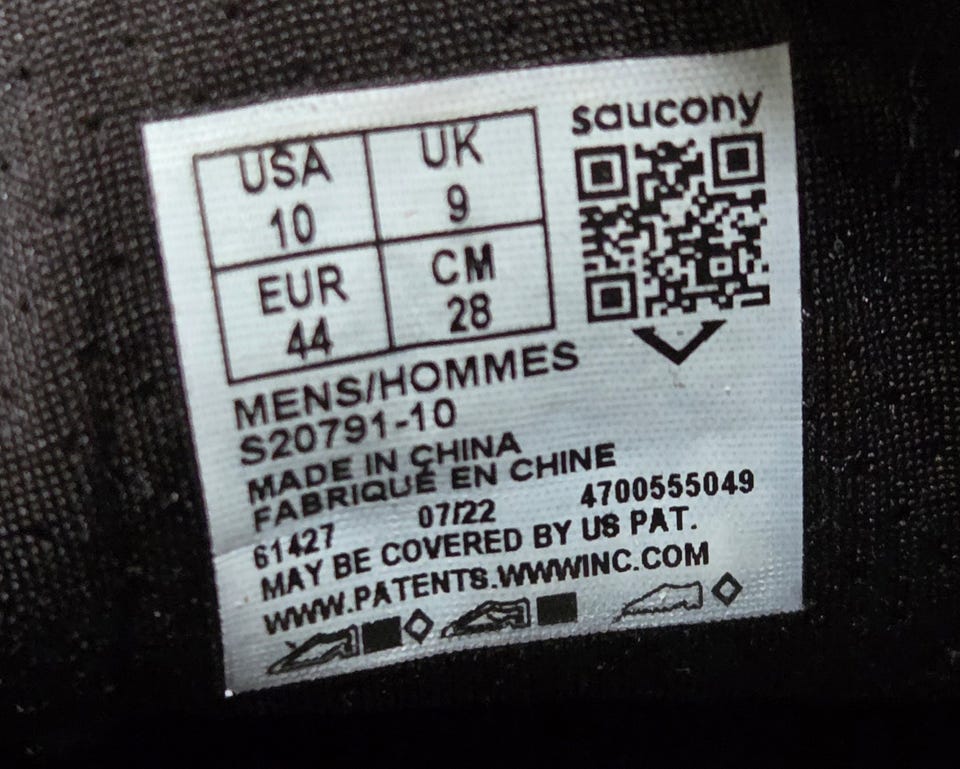 saucony
USA 10 UK 9
EUR 44 CM 28
MENS/HOMMES
S20791-10
MADE IN CHINA
FABRIQUÉ EN CHINE
61427 07/22 4700555049
MAY BE COVERED BY US PAT.
WWW.PATENTS.WWWINC.COM